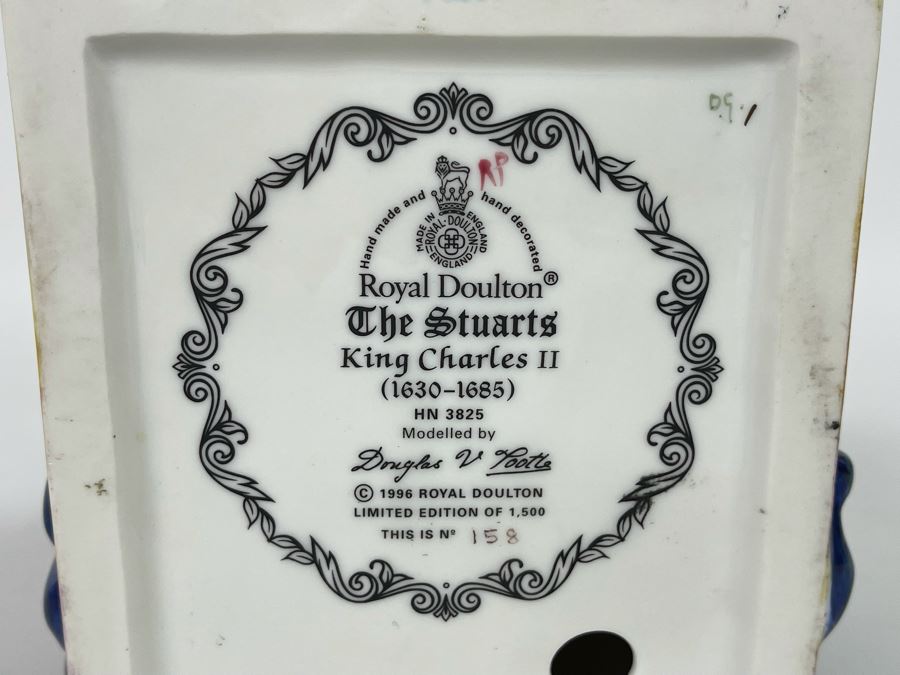 D.G.
RP
Hand made and hand decorated
MADE IN ENGLAND
ROYAL·DOULTON
ENGLAND
Royal Doulton®
The Stuarts
King Charles II
(1630–1685)
HN 3825
Modelled by
Douglas V Tootle
© 1996 ROYAL DOULTON
LIMITED EDITION OF 1,500
THIS IS Nº 158